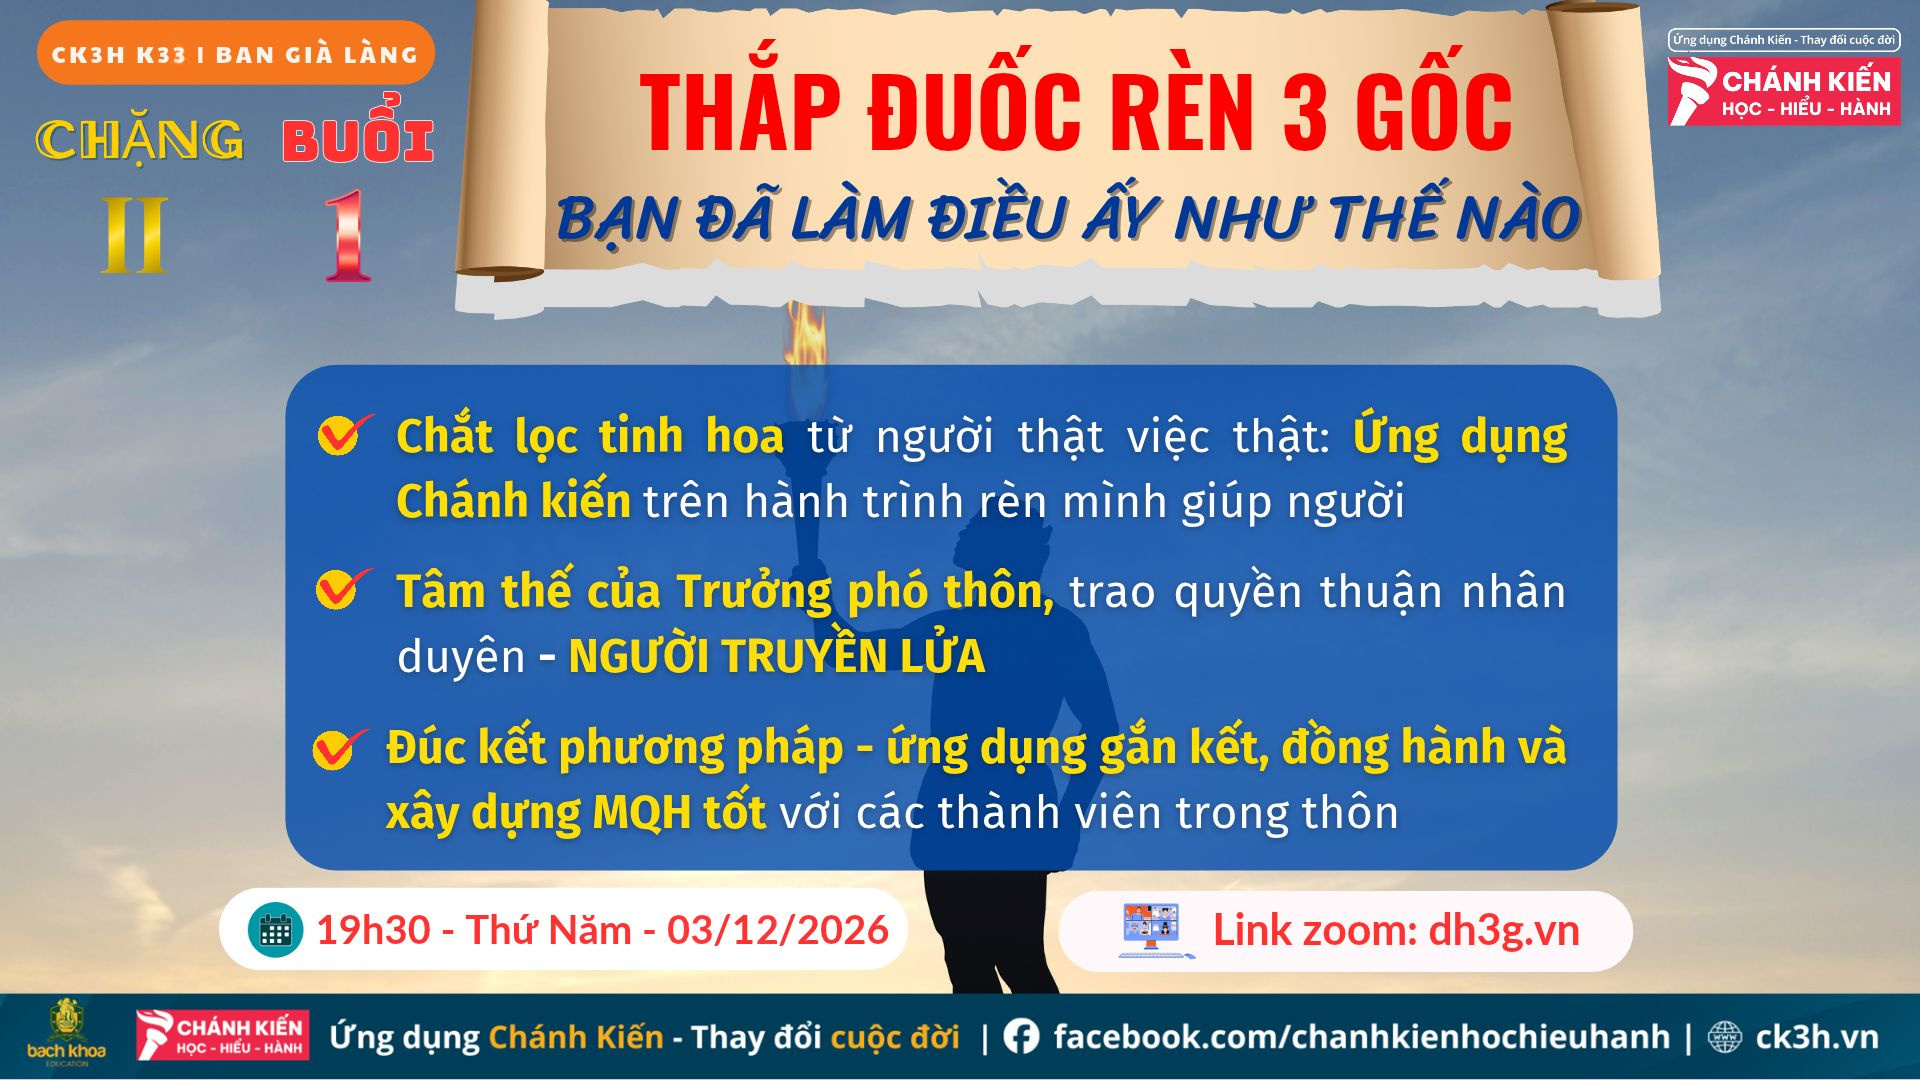 CK3H K33 | BAN GIÀ LÀNG
CHẶNG
II
BUỔI
1
THẮP ĐUỐC RÈN 3 GỐC
BẠN ĐÃ LÀM ĐIỀU ẤY NHƯ THẾ NÀO
Ứng dụng Chánh Kiến - Thay đổi cuộc đời
CHÁNH KIẾN
HỌC - HIỂU - HÀNH
Chắt lọc tinh hoa từ người thật việc thật: Ứng dụng
Chánh kiến trên hành trình rèn mình giúp người
Tâm thế của Trưởng phó thôn, trao quyền thuận nhân
duyên - NGƯỜI TRUYỀN LỬA
Đúc kết phương pháp - ứng dụng gắn kết, đồng hành và
xây dựng MQH tốt với các thành viên trong thôn
19h30 - Thứ Năm - 03/12/2026
Link zoom: dh3g.vn
bach khoa
EDUCATION
CHÁNH KIẾN
HỌC - HIỂU - HÀNH
Ứng dụng Chánh Kiến - Thay đổi cuộc đời | facebook.com/chanhkienhochieuhanh | www ck3h.vn